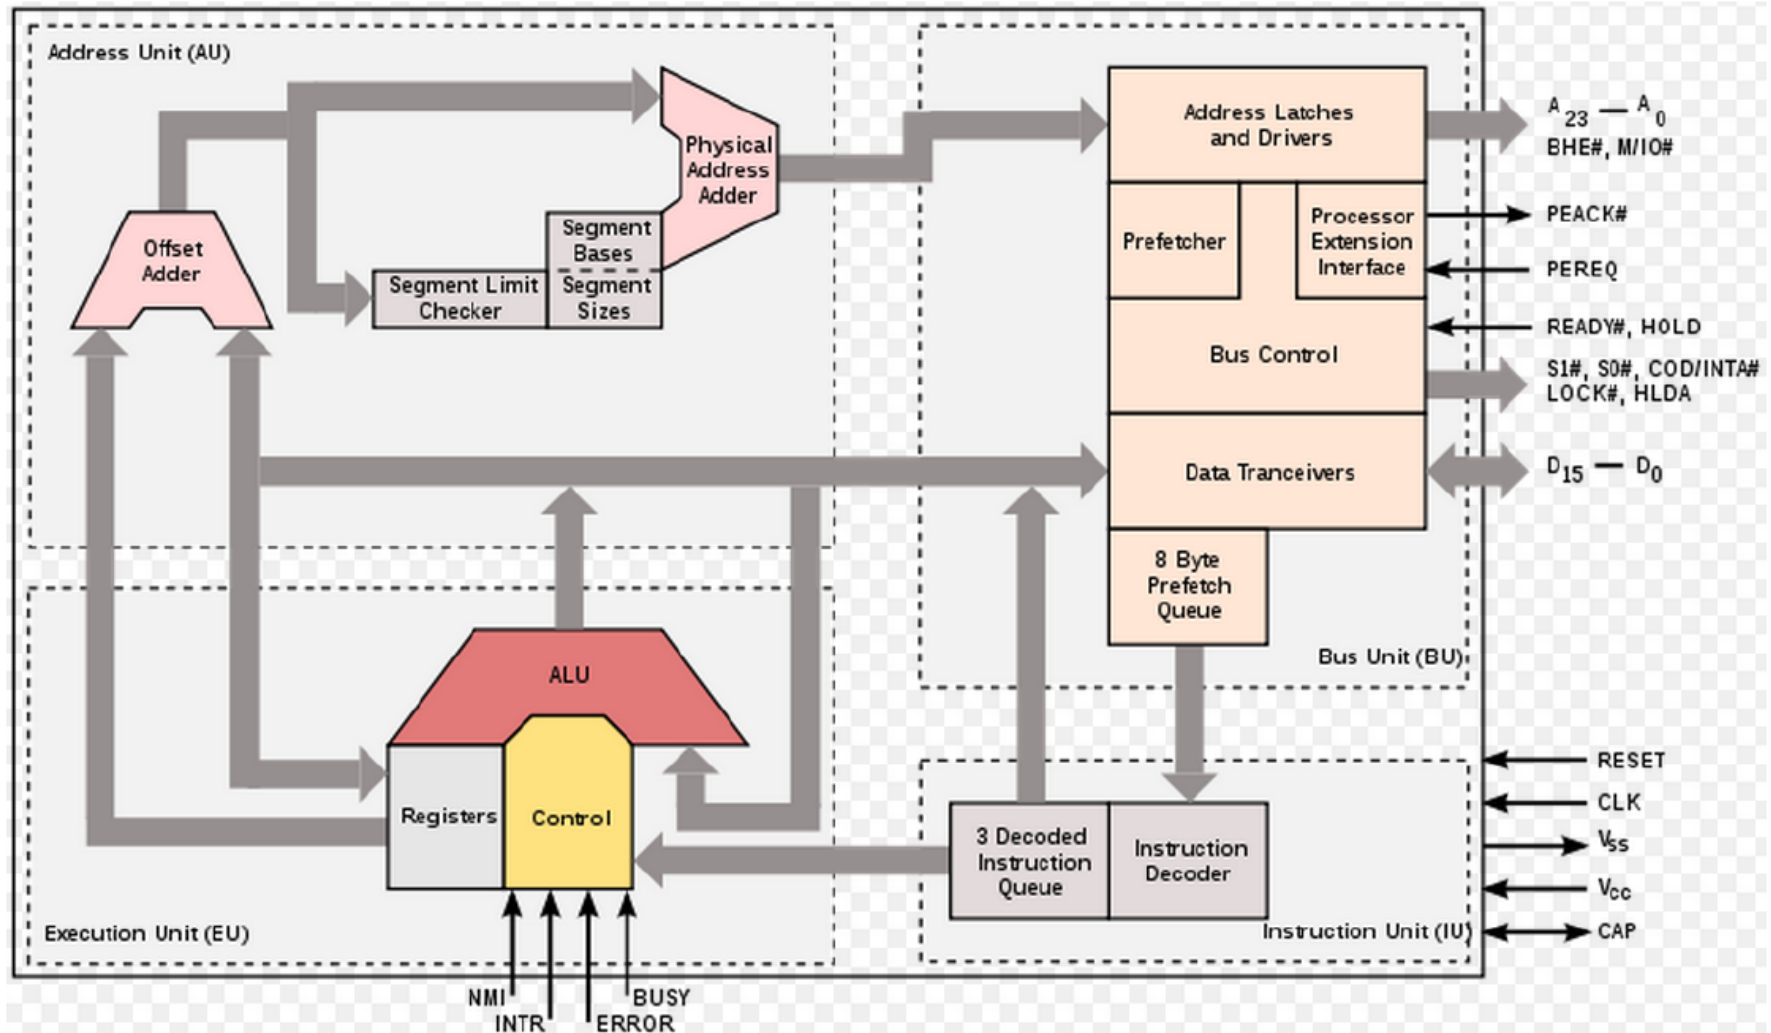 Address Unit (AU)
Physical
Address
Adder
Offset
Adder
Segment
Bases
Segment Limit
Checker
Segment
Sizes
Address Latches
and Drivers
Prefetcher
Processor
Extension
Interface
Bus Control
Data Tranceivers
8 Byte
Prefetch
Queue
Bus Unit (BU)
A23 — A0
BHE#, M/IO#
PEACK#
PEREQ
READY#, HOLD
S1#, S0#, COD/INTA#
LOCK#, HLDA
D15 — D0
ALU
Registers
Control
Execution Unit (EU)
NMI
INTR
ERROR
BUSY
3 Decoded
Instruction
Queue
Instruction
Decoder
Instruction Unit (IU)
RESET
CLK
Vss
Vcc
CAP